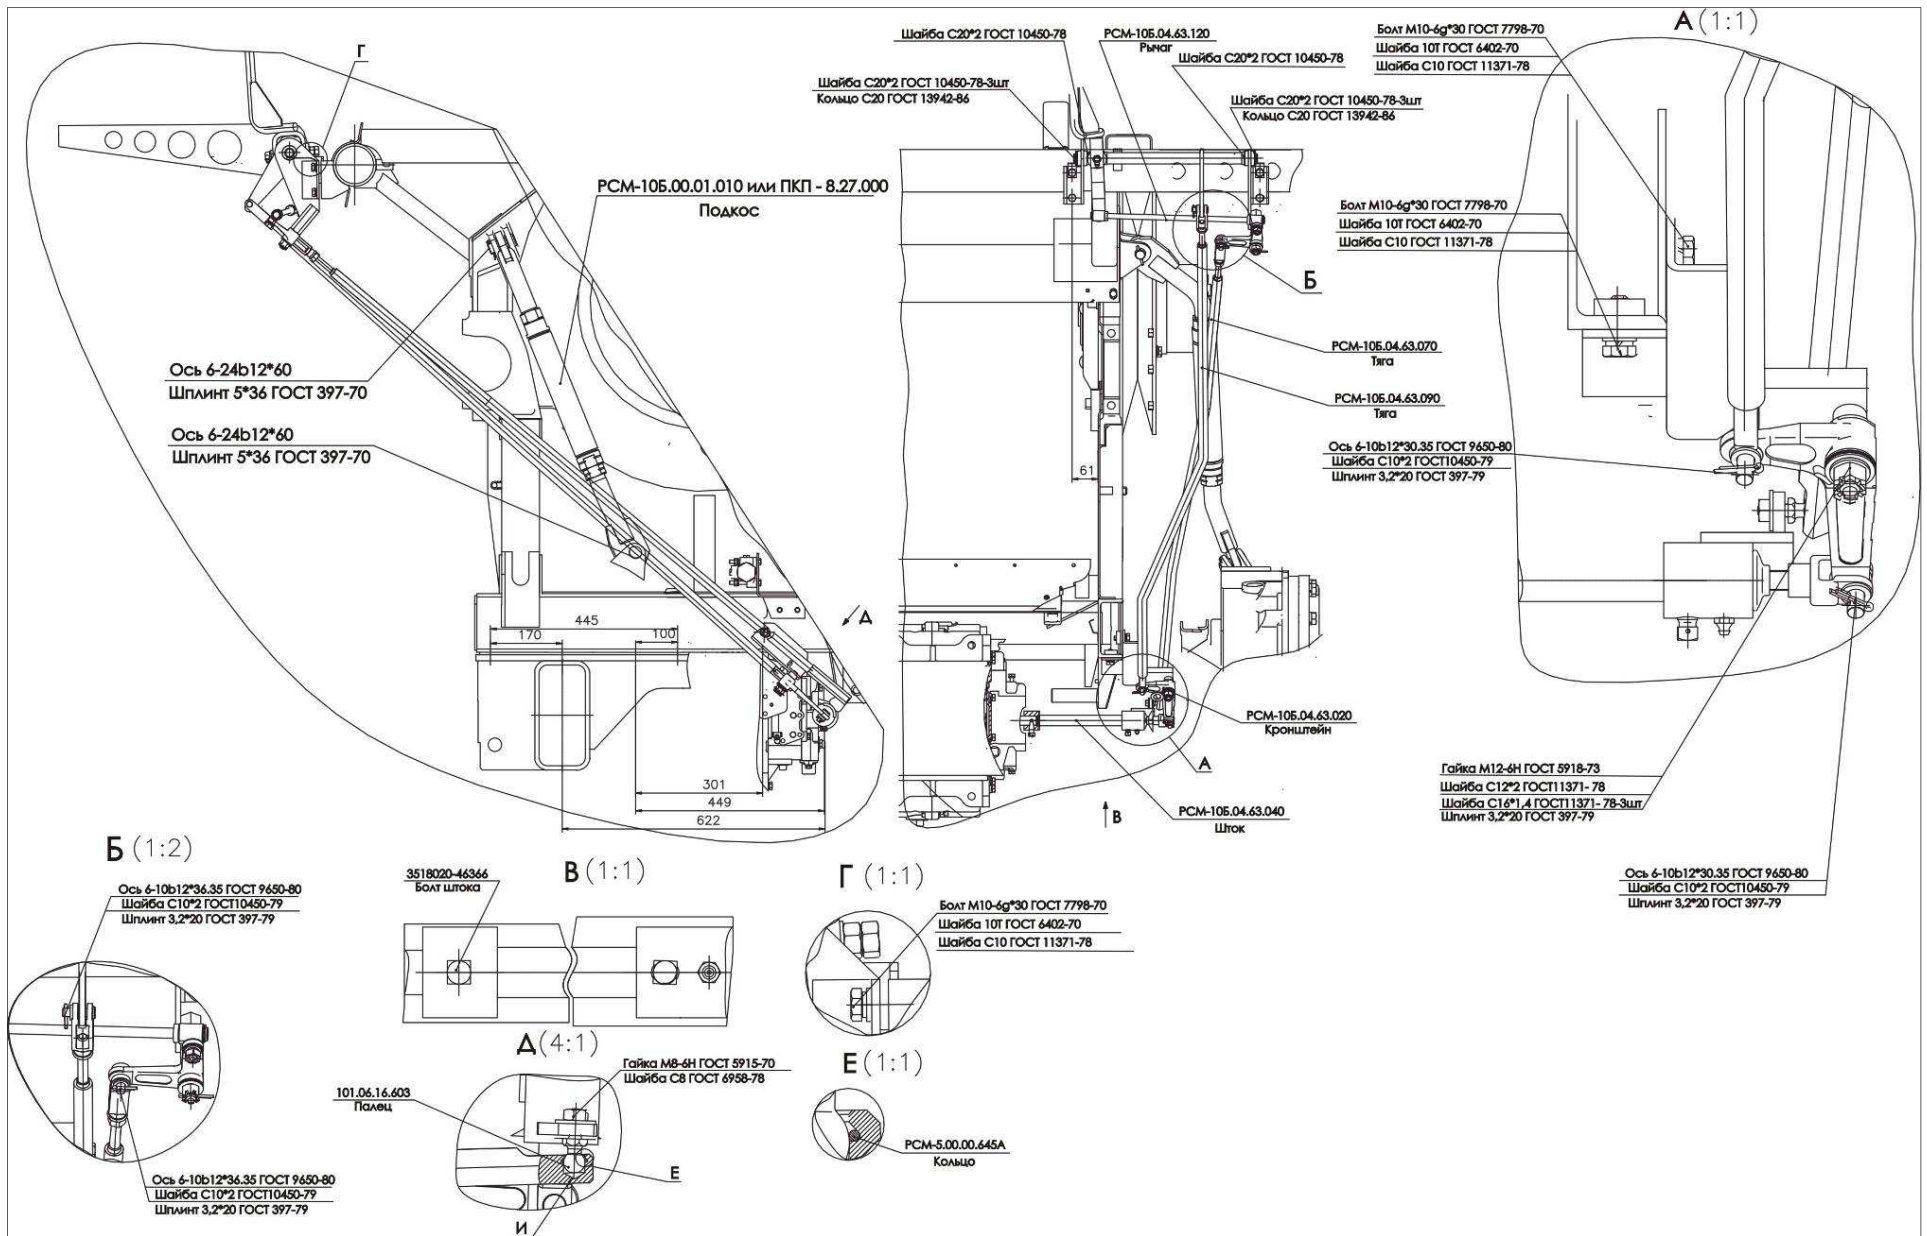 Г
РСМ-10Б.00.01.010 или ПКП - 8.27.000
Подкос
Ось 6-24b12*60
Шплинт 5*36 ГОСТ 397-70
Ось 6-24b12*60
Шплинт 5*36 ГОСТ 397-70
Д
445
170
100
301
449
622
Шайба С20*2 ГОСТ 10450-78
РСМ-10Б.04.63.120
Рычаг
Шайба С20*2 ГОСТ 10450-78
Шайба С20*2 ГОСТ 10450-78-3шт
Кольцо С20 ГОСТ 13942-86
Шайба С20*2 ГОСТ 10450-78-3шт
Кольцо С20 ГОСТ 13942-86
Б
РСМ-10Б.04.63.070
Тяга
РСМ-10Б.04.63.090
Тяга
61
РСМ-10Б.04.63.020
Кронштейн
А
В
РСМ-10Б.04.63.040
Шток
А (1:1)
Болт М10-6g*30 ГОСТ 7798-70
Шайба 10Т ГОСТ 6402-70
Шайба С10 ГОСТ 11371-78
Болт М10-6g*30 ГОСТ 7798-70
Шайба 10Т ГОСТ 6402-70
Шайба С10 ГОСТ 11371-78
Ось 6-10b12*30.35 ГОСТ 9650-80
Шайба С10*2 ГОСТ10450-79
Шплинт 3,2*20 ГОСТ 397-79
Гайка М12-6Н ГОСТ 5918-73
Шайба С12*2 ГОСТ11371- 78
Шайба С16*1,4 ГОСТ11371- 78-3шт
Шплинт 3,2*20 ГОСТ 397-79
Ось 6-10b12*30.35 ГОСТ 9650-80
Шайба С10*2 ГОСТ10450-79
Шплинт 3,2*20 ГОСТ 397-79
Б (1:2)
Ось 6-10b12*36.35 ГОСТ 9650-80
Шайба С10*2 ГОСТ10450-79
Шплинт 3,2*20 ГОСТ 397-79
Ось 6-10b12*36.35 ГОСТ 9650-80
Шайба С10*2 ГОСТ10450-79
Шплинт 3,2*20 ГОСТ 397-79
В (1:1)
3518020-46366
Болт штока
Д (4:1)
Гайка М8-6Н ГОСТ 5915-70
Шайба С8 ГОСТ 6958-78
101.06.16.603
Палец
Е
И
Г (1:1)
Болт М10-6g*30 ГОСТ 7798-70
Шайба 10Т ГОСТ 6402-70
Шайба С10 ГОСТ 11371-78
Е (1:1)
РСМ-5.00.00.645А
Кольцо